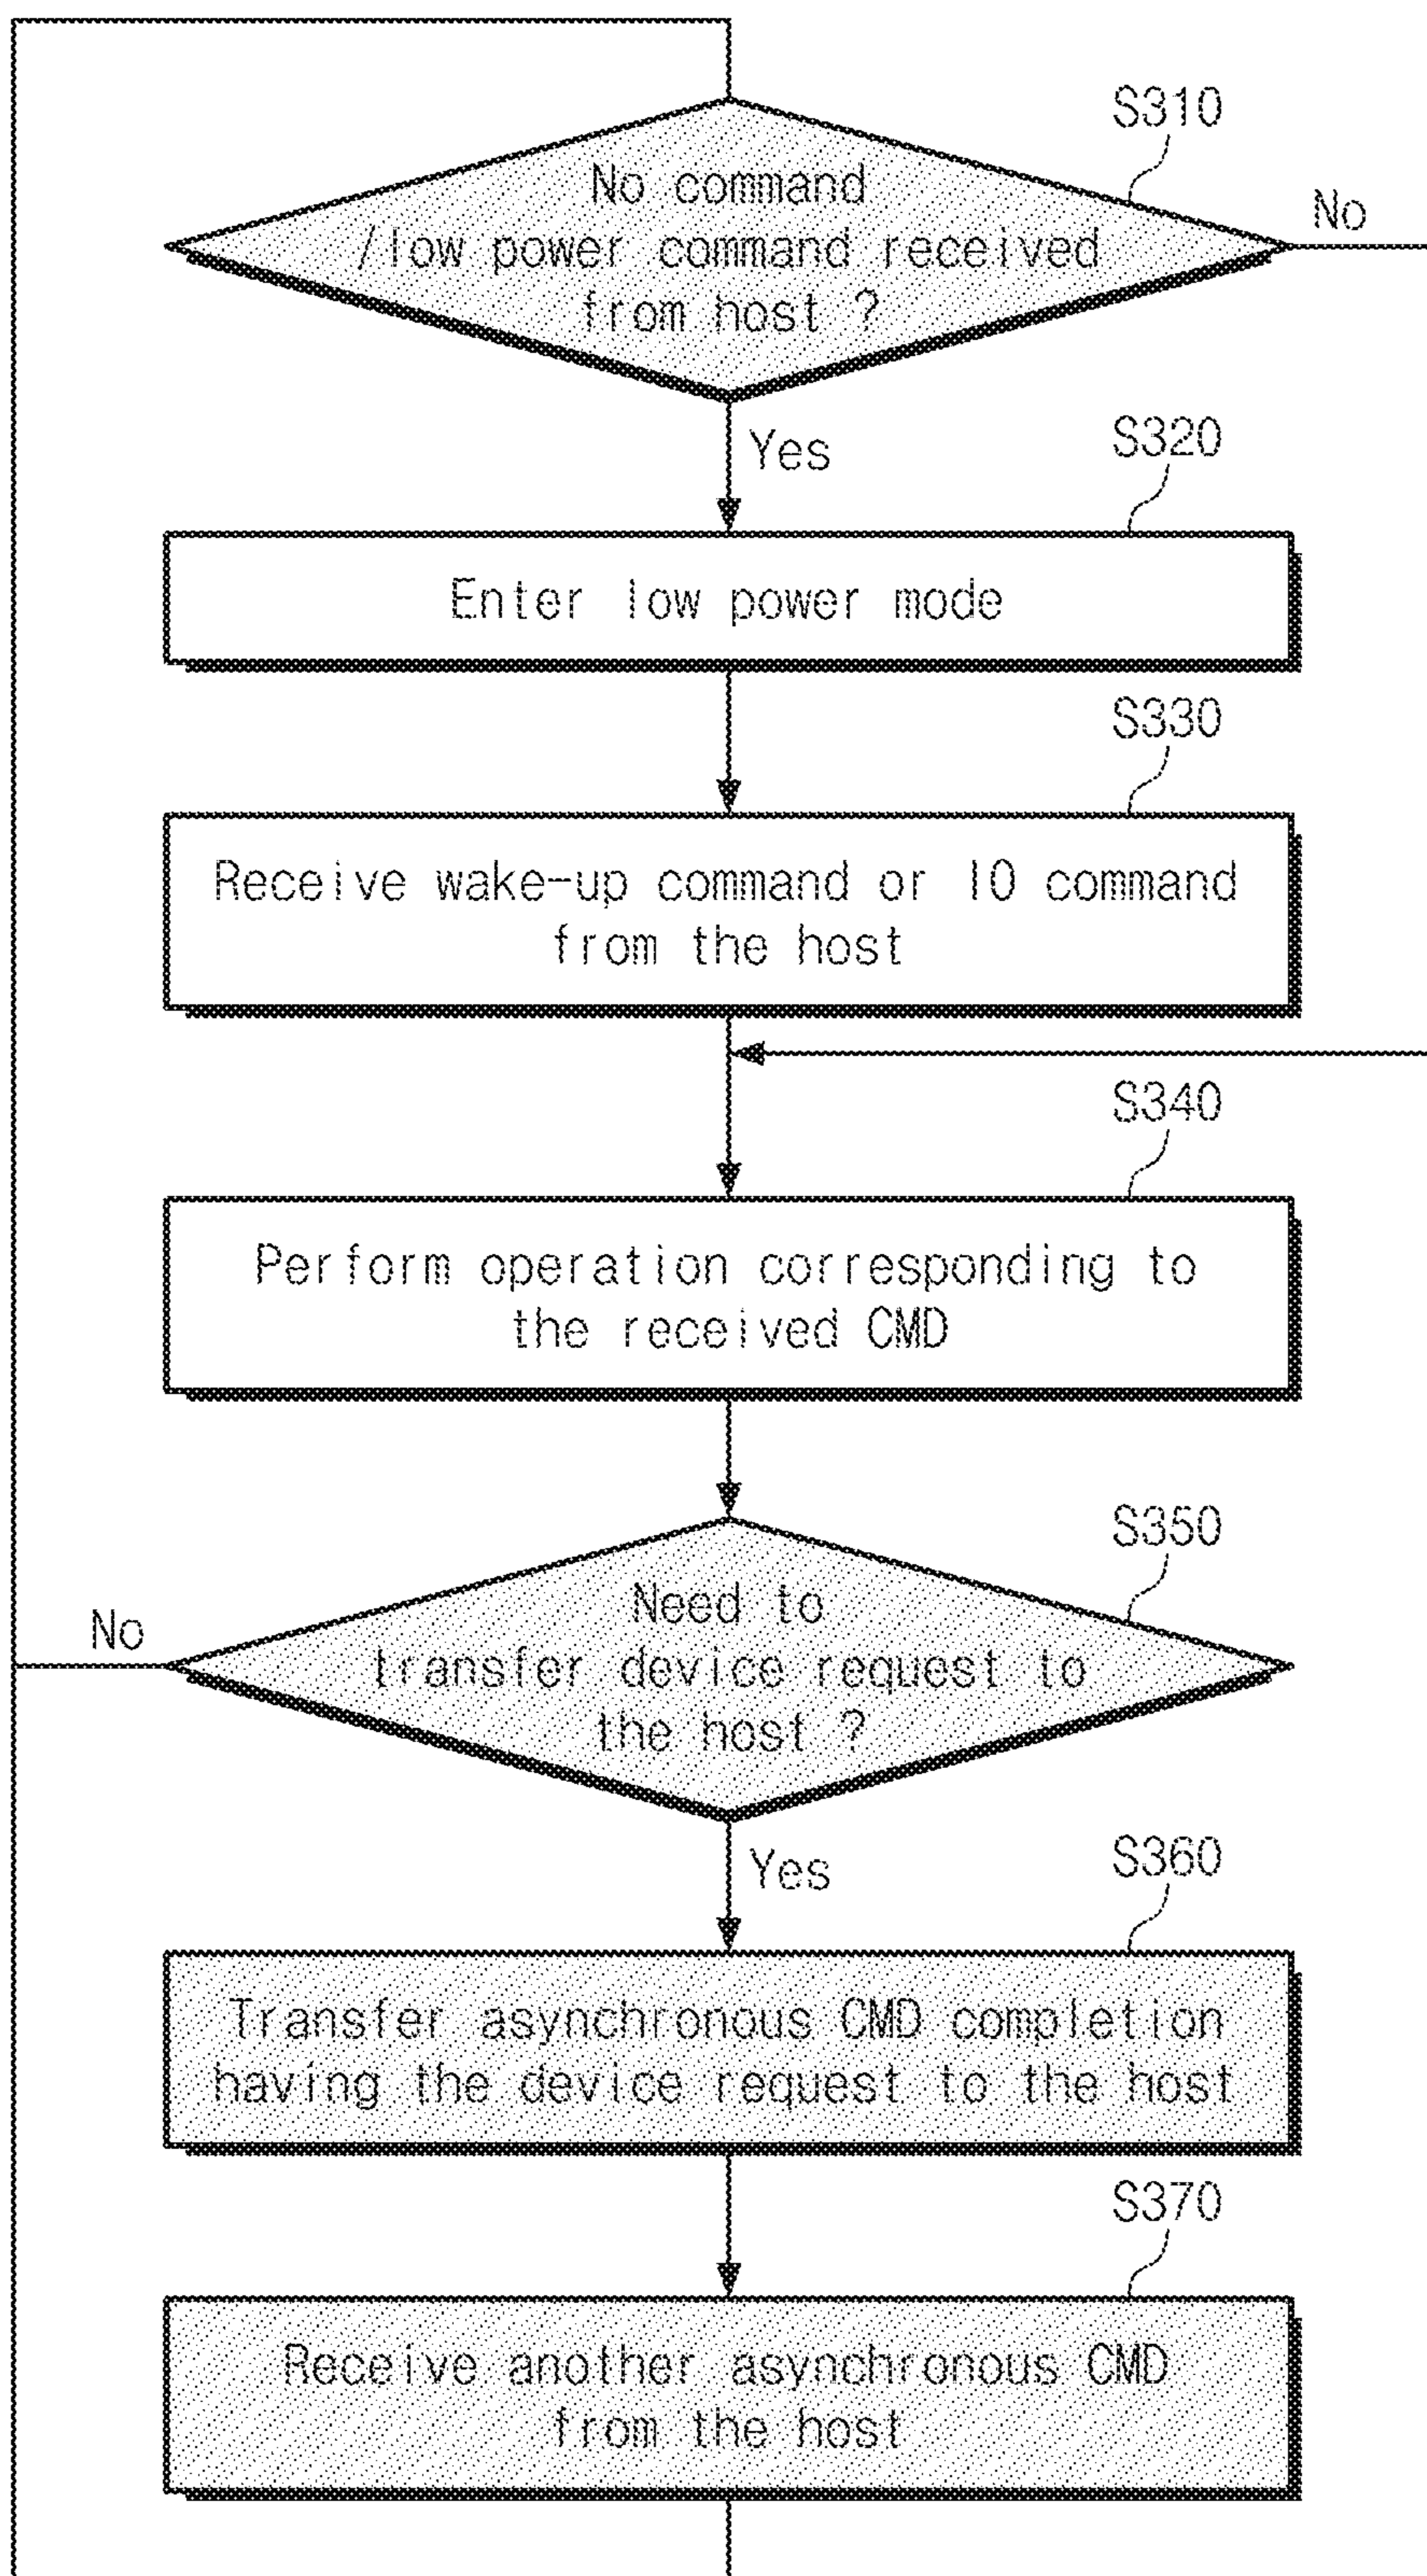 S310
No command
/low power command received
from host ?
No
Yes
S320
Enter low power mode
S330
Receive wake-up command or IO command
from the host
S340
Perform operation corresponding to
the received CMD
S350
Need to
transfer device request to
the host ?
No
Yes
S360
Transfer asynchronous CMD completion
having the device request to the host
S370
Receive another asynchronous CMD
from the host